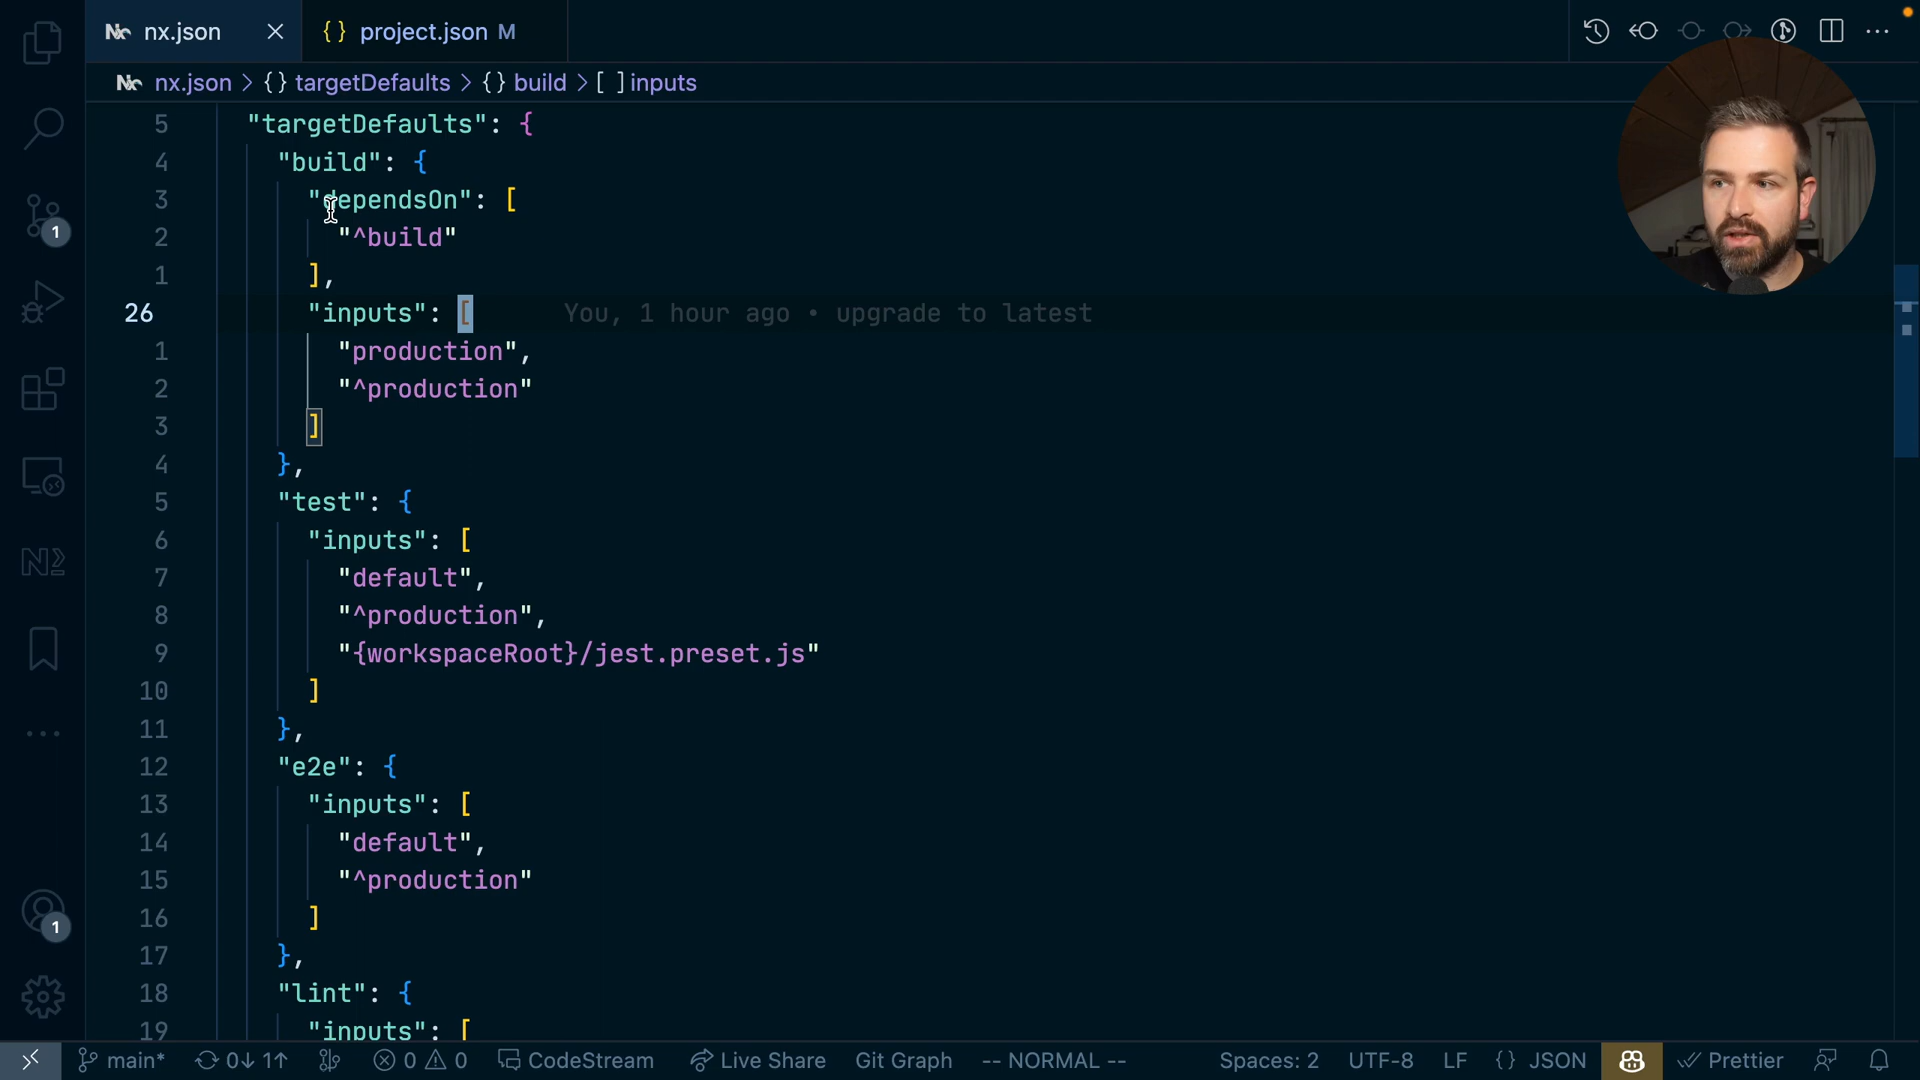 nx.json
{} project.json M
nx.json > {} targetDefaults > {} build > [ ] inputs
5 "targetDefaults": {
4 "build": {
3 "dependsOn": [
2 "^build"
1 ],
26 "inputs": [ You, 1 hour ago • upgrade to latest
1 "production",
2 "^production"
3 ]
4 },
5 "test": {
6 "inputs": [
7 "default",
8 "^production",
9 "{workspaceRoot}/jest.preset.js"
10 ]
11 },
12 "e2e": {
13 "inputs": [
14 "default",
15 "^production"
16 ]
17 },
18 "lint": {
19 "inputs": [
1
1
main* 0↓ 1↑ 0 0 CodeStream Live Share Git Graph -- NORMAL -- Spaces: 2 UTF-8 LF {} JSON Prettier